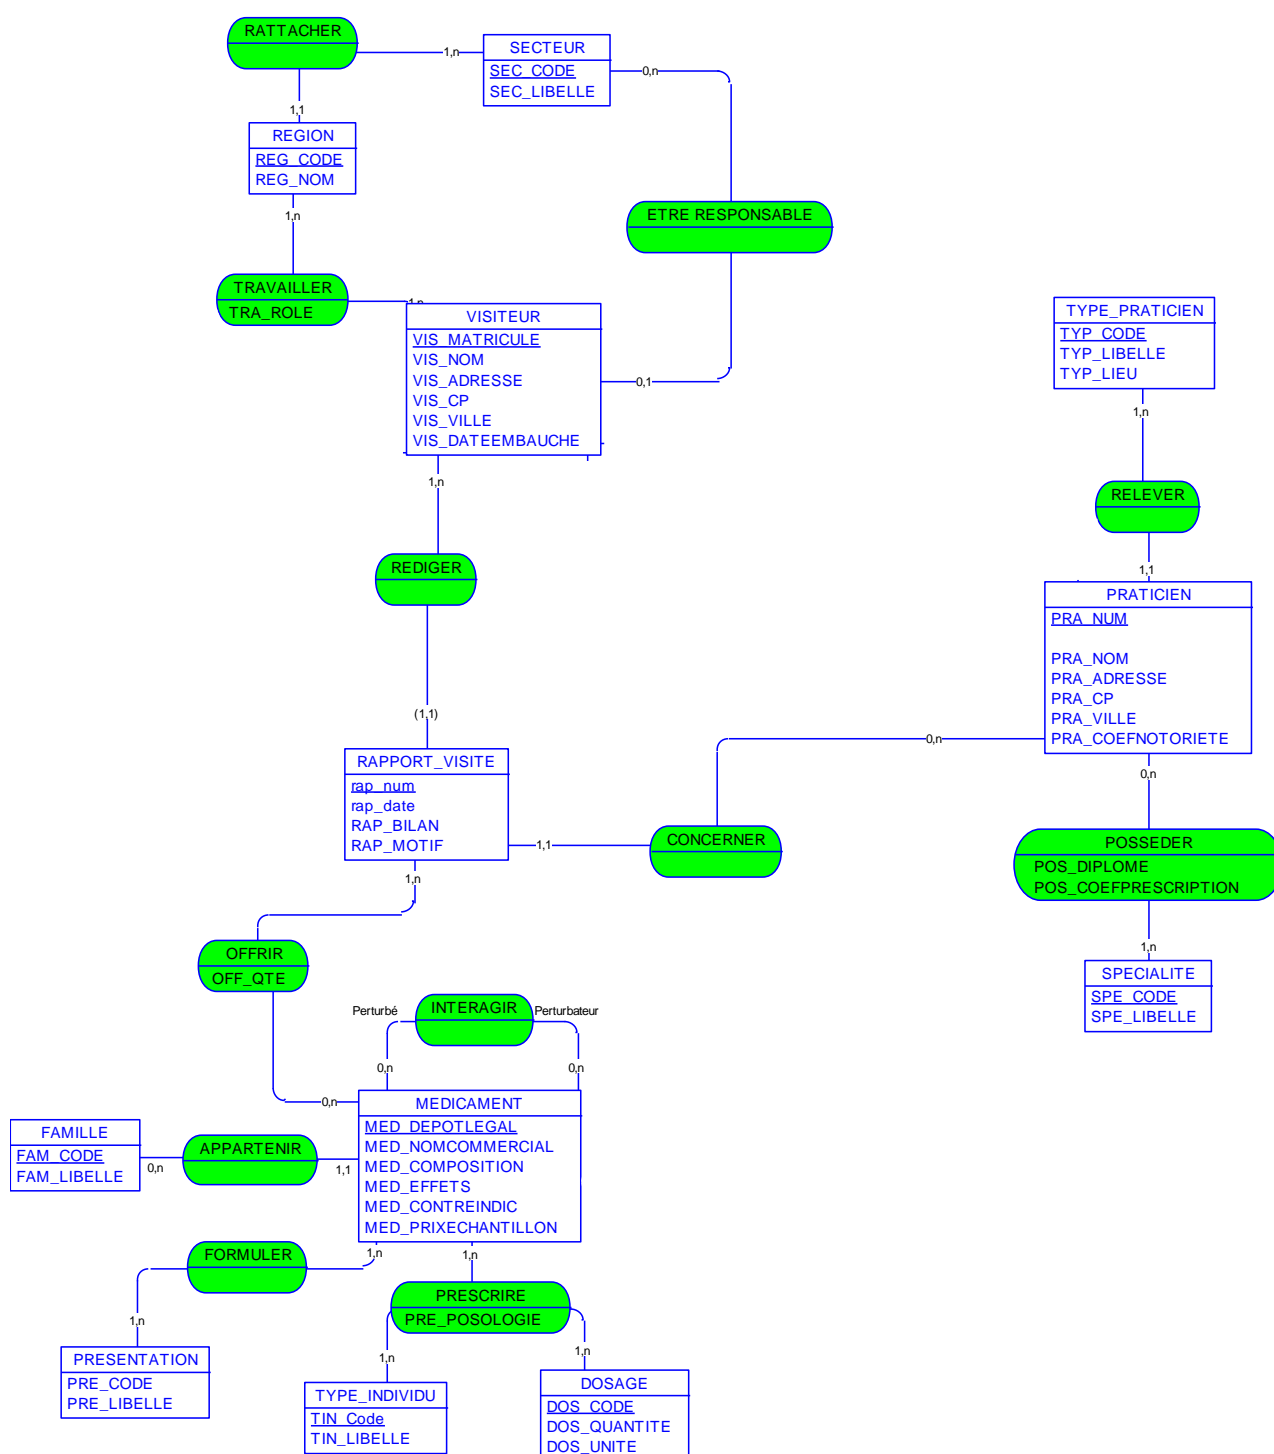 RATTACHER
1,n
SECTEUR
SEC_CODE
SEC_LIBELLE
0,n
1,1
REGION
REG_CODE
REG_NOM
1,n
ETRE RESPONSABLE
TRAVAILLER
TRA_ROLE
1,n
VISITEUR
VIS_MATRICULE
VIS_NOM
VIS_ADRESSE
VIS_CP
VIS_VILLE
VIS_DATEEMBAUCHE
0,1
TYPE_PRATICIEN
TYP_CODE
TYP_LIBELLE
TYP_LIEU
1,n
RELEVER
1,1
1,n
REDIGER
(1,1)
PRATICIEN
PRA_NUM
PRA_NOM
PRA_ADRESSE
PRA_CP
PRA_VILLE
PRA_COEFNOTORIETE
0,n
0,n
RAPPORT_VISITE
rap_num
rap_date
RAP_BILAN
RAP_MOTIF
1,1
CONCERNER
POSSEDER
POS_DIPLOME
POS_COEFPRESCRIPTION
1,n
1,n
SPECIALITE
SPE_CODE
SPE_LIBELLE
OFFRIR
OFF_QTE
Perturbé
INTERAGIR
Perturbateur
0,n
0,n
0,n
MEDICAMENT
MED_DEPOTLEGAL
MED_NOMCOMMERCIAL
MED_COMPOSITION
MED_EFFETS
MED_CONTREINDIC
MED_PRIXECHANTILLON
FAMILLE
FAM_CODE
FAM_LIBELLE
0,n
APPARTENIR
1,1
FORMULER
1,n
1,n
PRESCRIRE
PRE_POSOLOGIE
1,n
1,n
1,n
PRESENTATION
PRE_CODE
PRE_LIBELLE
TYPE_INDIVIDU
TIN_Code
TIN_LIBELLE
DOSAGE
DOS_CODE
DOS_QUANTITE
DOS_UNITE